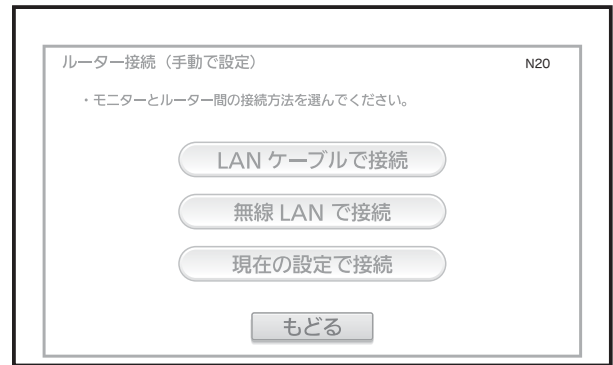 ルーター接続（手動で設定）
N20
・モニターとルーター間の接続方法を選んでください。
LAN ケーブルで接続
無線 LAN で接続
現在の設定で接続
もどる